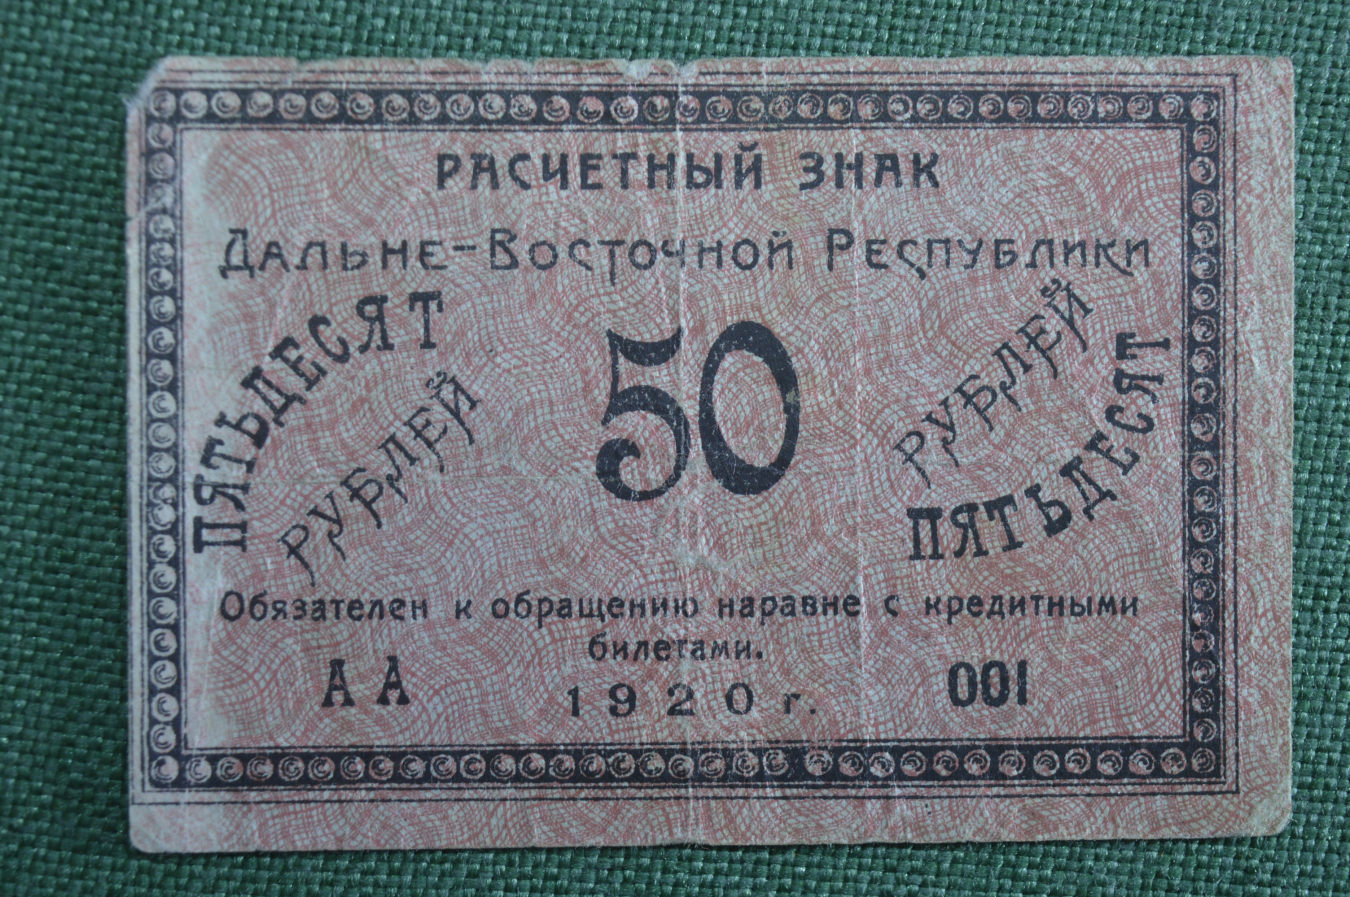 РАСЧЕТНЫЙ ЗНАК
Дальне-Восточной Республики
ПЯТЬДЕСЯТ
РУБЛЕЙ
50
РУБЛЕЙ
ПЯТЬДЕСЯТ
Обязателен к обращению наравне с кредитными
билетами.
АА 001
1920 г.